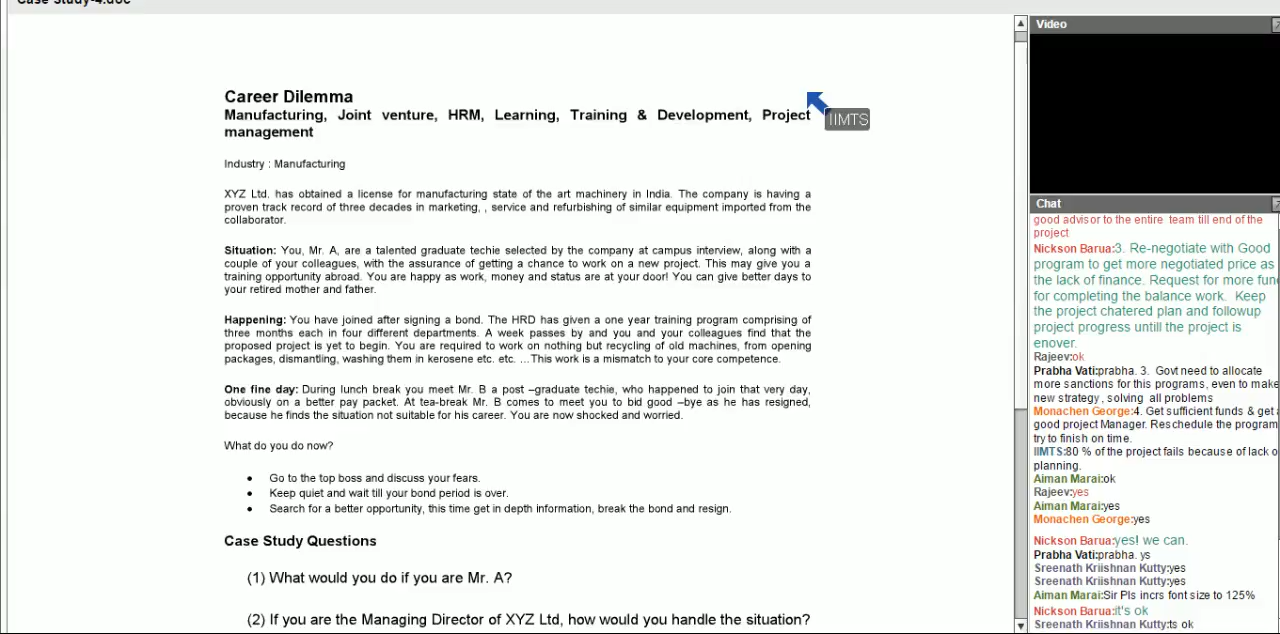 Case Study-4.doc
Career Dilemma
Manufacturing, Joint venture, HRM, Learning, Training & Development, Project
management
IIMTS
Industry : Manufacturing
XYZ Ltd, has obtained a license for manufacturing state of the art machinery in India. The company is having a
proven track record of three decades in marketing, , service and refurbishing of similar equipment imported from the
collaborator.
Situation: You, Mr. A, are a talented graduate techie selected by the company at campus interview, along with a
couple of your colleagues, with the assurance of getting a chance to work on a new project. This may give you a
training opportunity abroad. You are happy as work, money and status are at your door! You can give better days to
your retired mother and father.
Happening: You have joined after signing a bond. The HRD has given a one year training program comprising of
three months each in four different departments. A week passes by and you and your colleagues find that the
proposed project is yet to begin. You are required to work on nothing but recycling of old machines, from opening
packages, dismantling, washing them in kerosene etc. etc. …This work is a mismatch to your core competence.
One fine day: During lunch break you meet Mr. B a post –graduate techie, who happened to join that very day,
obviously on a better pay packet. At tea-break Mr. B comes to meet you to bid good –bye as he has resigned,
because he finds the situation not suitable for his career. You are now shocked and worried.
What do you do now?
• Go to the top boss and discuss your fears.
• Keep quiet and wait till your bond period is over.
• Search for a better opportunity, this time get in depth information, break the bond and resign.
Case Study Questions
(1) What would you do if you are Mr. A?
(2) If you are the Managing Director of XYZ Ltd, how would you handle the situation?
Video
Chat
good advisor to the entire team till end of the
project
Nickson Barua:3. Re-negotiate with Good
program to get more negotiated price as
the lack of finance. Request for more fun
for completing the balance work. Keep
the project chatered plan and followup
project progress untill the project is
enover.
Rajeev:ok
Prabha Vati:prabha. 3. Govt need to allocate
more sanctions for this programs, even to make
new strategy , solving all problems
Monachen George:4. Get sufficient funds & get a
good project Manager. Reschedule the program
try to finish on time.
IIMTS:80 % of the project fails because of lack o
planning.
Aiman Marai:ok
Rajeev:yes
Aiman Marai:yes
Monachen George:yes
Nickson Barua:yes! we can.
Prabha Vati:prabha. ys
Sreenath Kriishnan Kutty:yes
Sreenath Kriishnan Kutty:yes
Aiman Marai:Sir Pls incrs font size to 125%
Nickson Barua:it's ok
Sreenath Kriishnan Kutty:ts ok